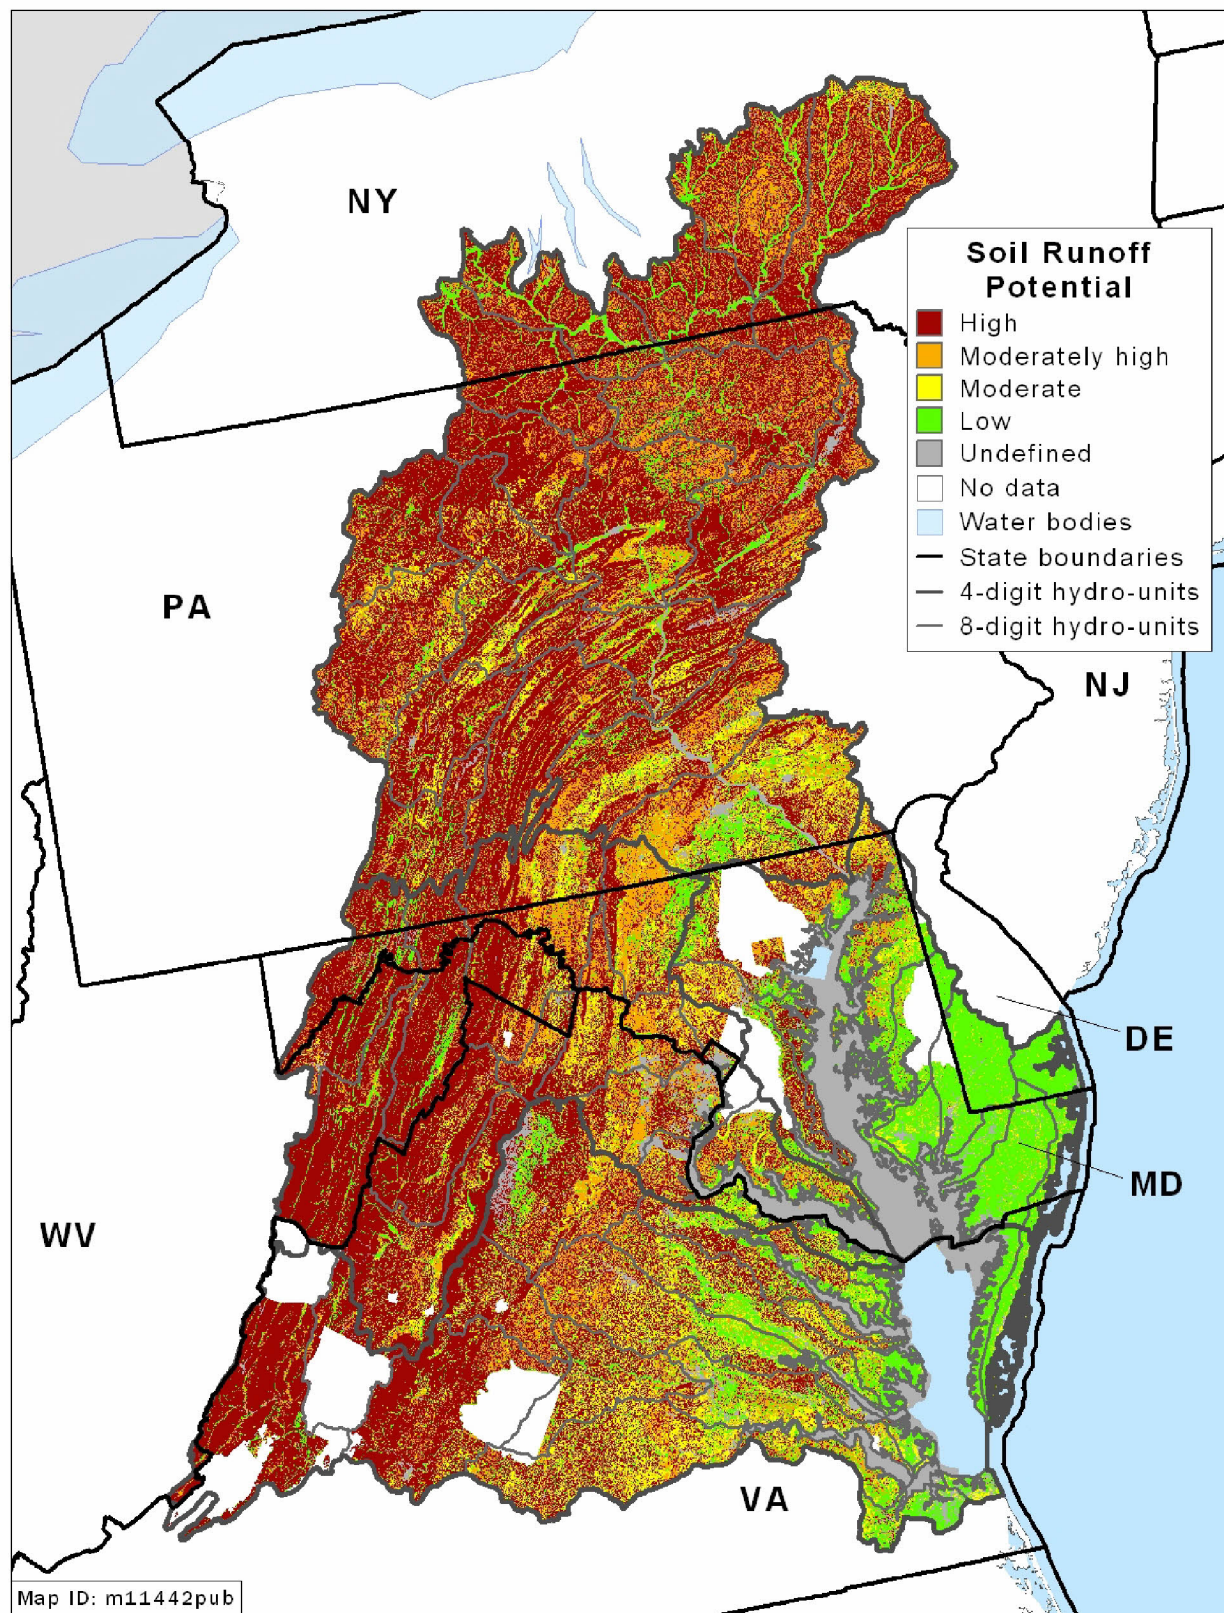 NY
Soil Runoff
Potential
High
Moderately high
Moderate
Low
Undefined
No data
Water bodies
State boundaries
4-digit hydro-units
8-digit hydro-units
PA
NJ
DE
MD
WV
VA
Map ID: m11442pub